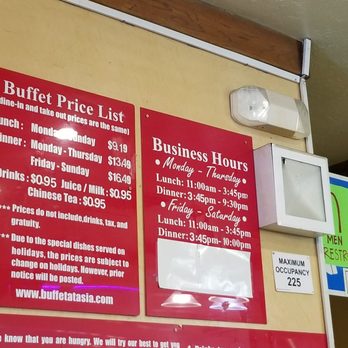 Buffet Price List
dine-in and take out prices are the same)
unch: Monday - Sunday $9.19
inner: Monday - Thursday $13.49
Friday - Sunday $16.49
rinks: $0.95 Juice / Milk: $0.95
Chinese Tea: $0.95
*** Prices do not include, drinks, tax, and
gratuity.
*** Due to the special dishes served on
holidays, the prices are subject to
change on holidays. However, prior
notice will be posted.
www.buffetatasia.com
Business Hours
• Monday - Thursday
Lunch: 11:00am - 3:45pm
Dinner: 3:45pm - 9:30pm
• Friday - Saturday
Lunch: 11:00am - 3:45pm
Dinner: 3:45pm - 10:00pm
MAXIMUM
OCCUPANCY
225
MEN
RESTR
e know that you are hungry. We will try our best to get you